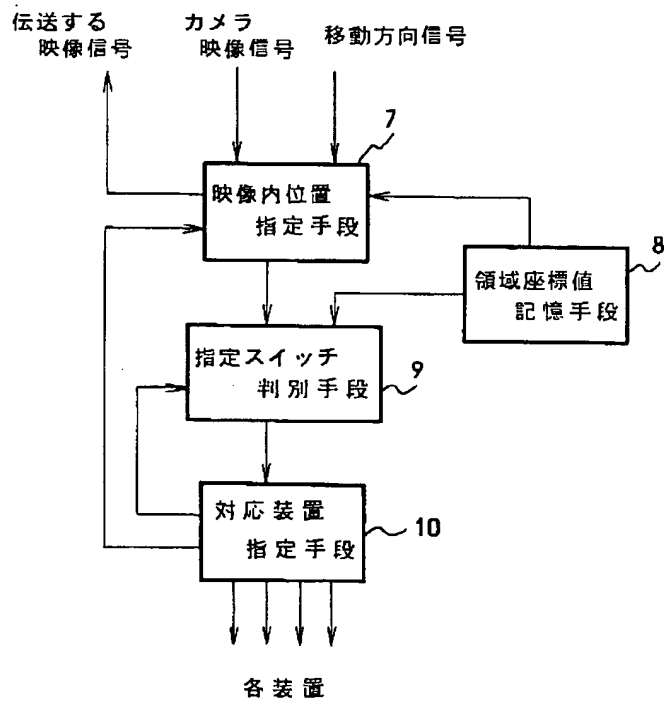 伝送する
映像信号
カメラ
映像信号
移動方向信号
7
映像内位置
指定手段
8
領域座標値
記憶手段
指定スイッチ
判別手段
9
対応装置
指定手段
10
各装置